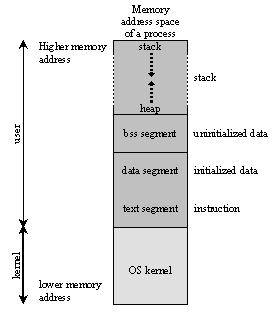 Memory
address space
of a process
Higher memory
address
stack
stack
heap
bss segment
uninitialized data
user
data segment
initialized data
text segment
instruction
kernel
OS kernel
lower memory
address